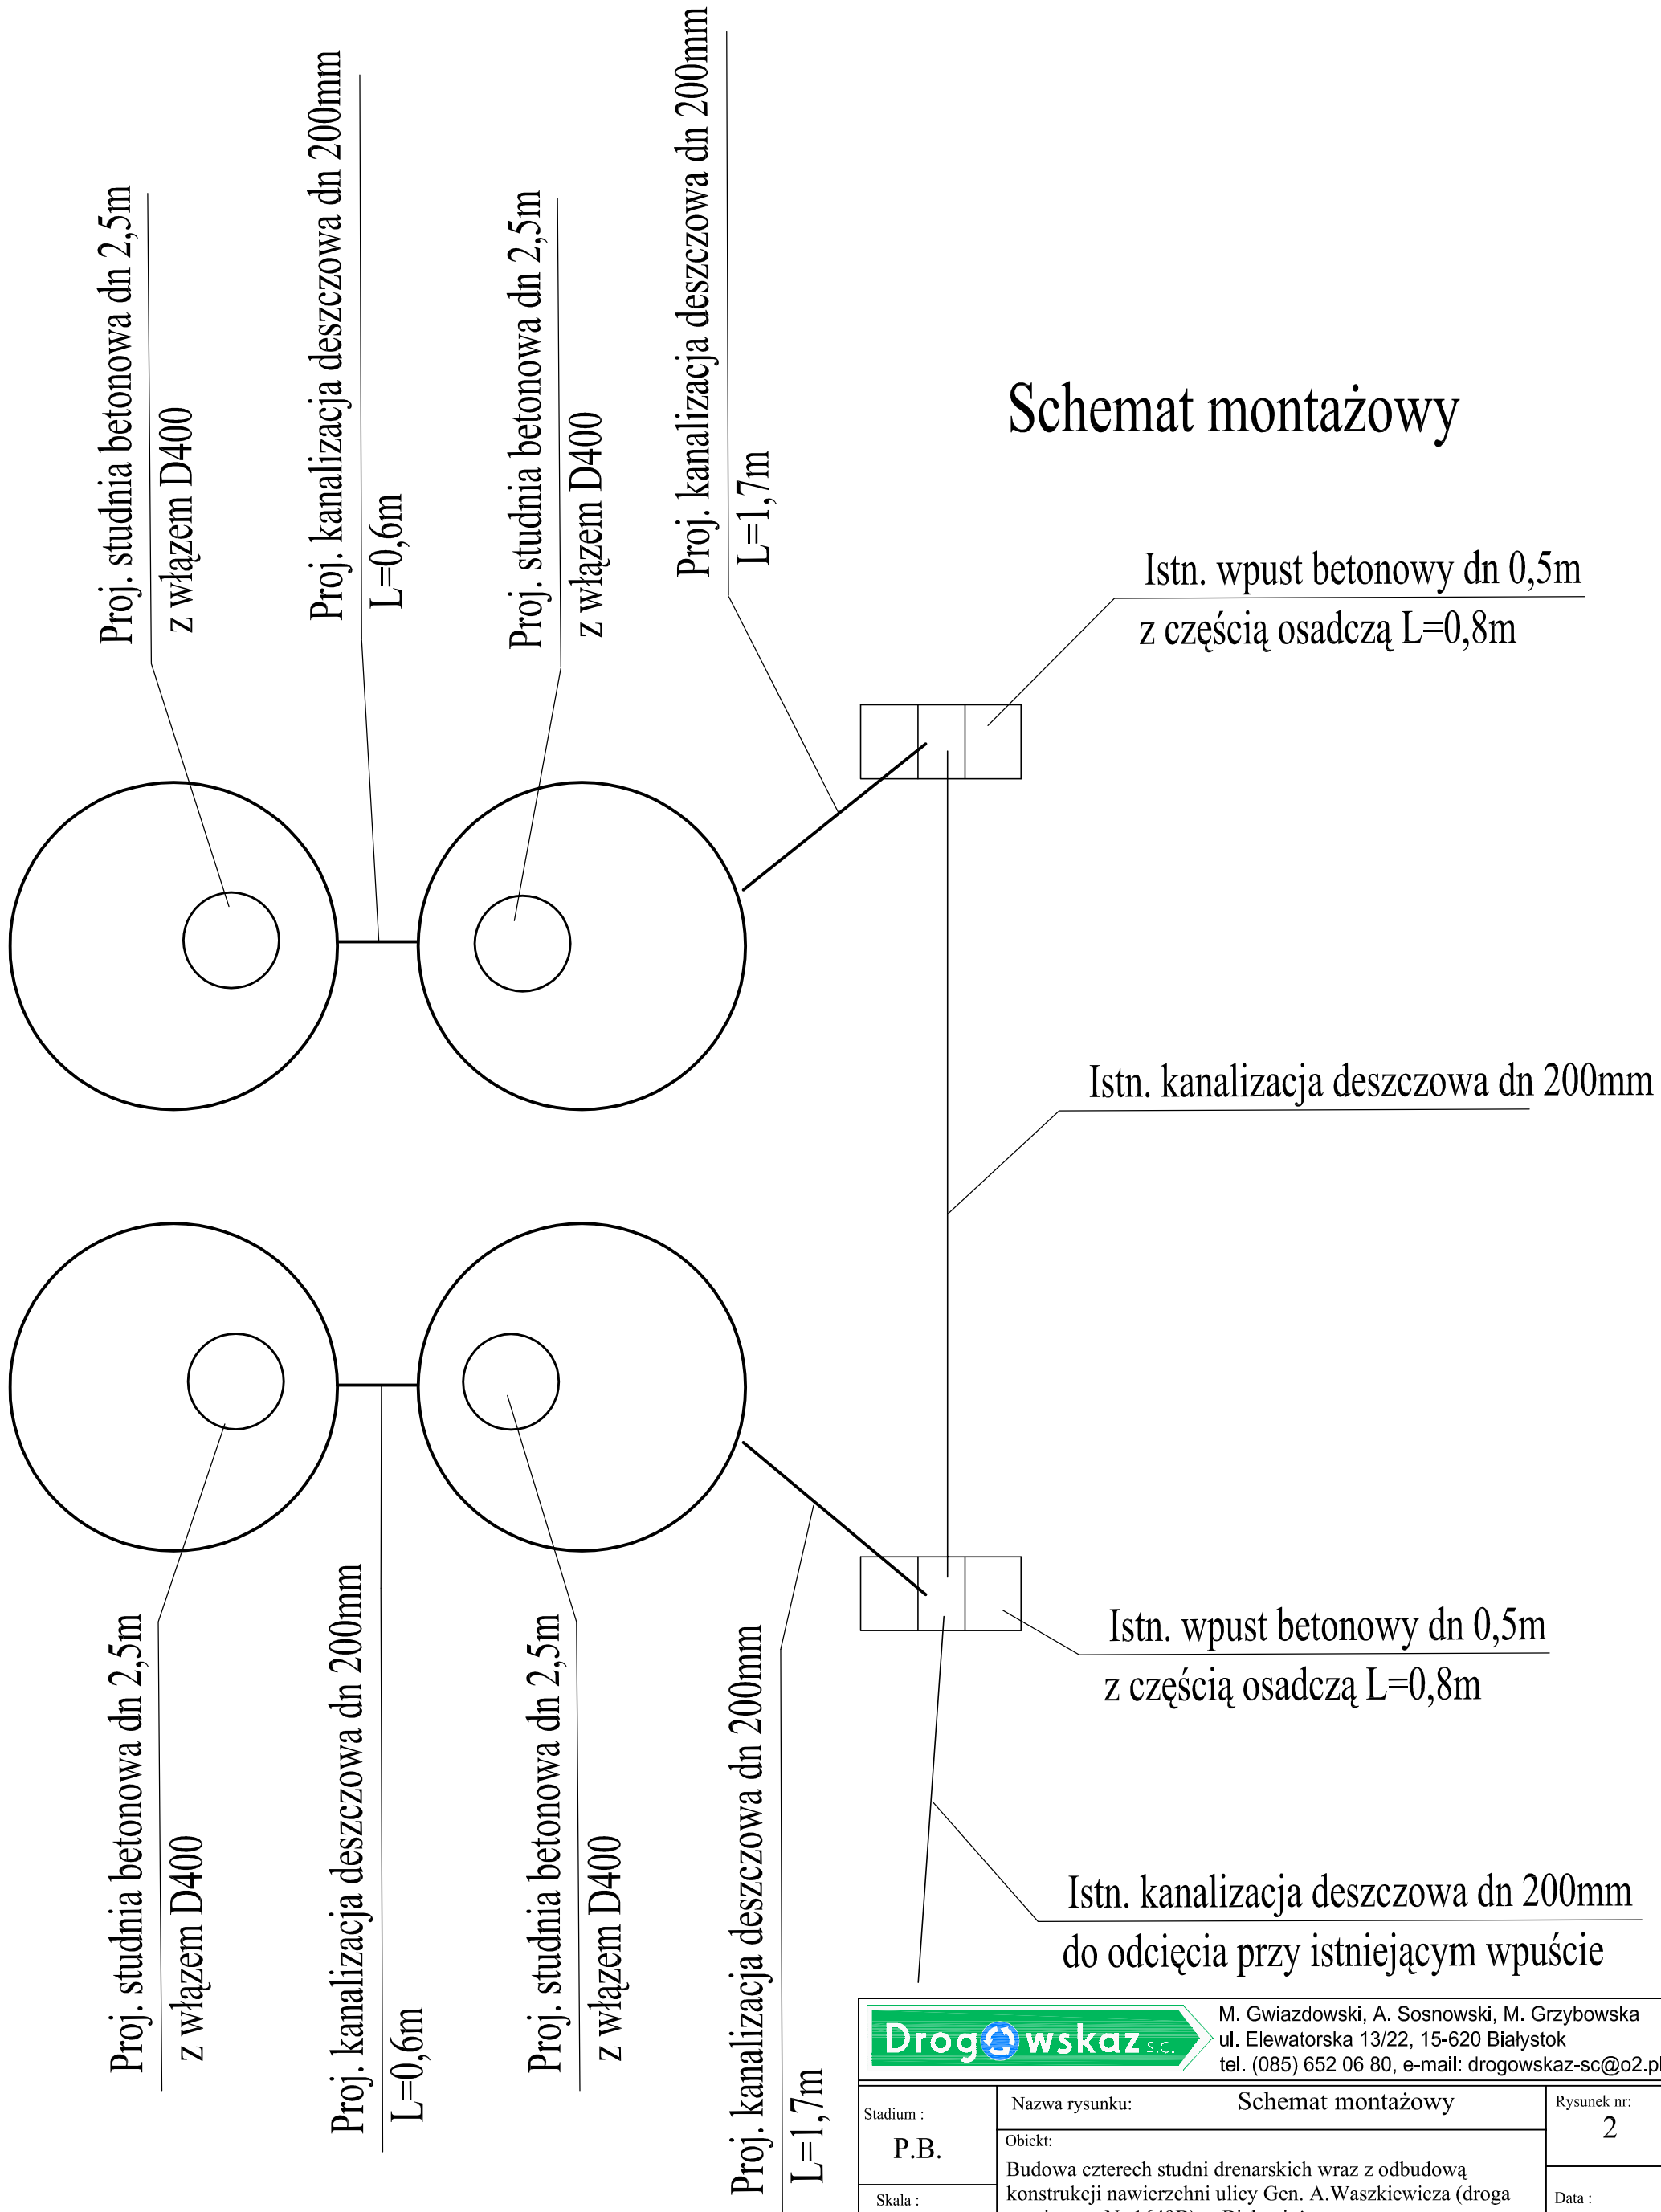 Proj. studnia betonowa dn 2,5m
z włązem D400
Proj. kanalizacja deszczowa dn 200mm
L=0,6m
Proj. studnia betonowa dn 2,5m
z włązem D400
Proj. kanalizacja deszczowa dn 200mm
L=1,7m
Schemat montażowy
Istn. wpust betonowy dn 0,5m
z częścią osadczą L=0,8m
Istn. kanalizacja deszczowa dn 200mm
Istn. wpust betonowy dn 0,5m
z częścią osadczą L=0,8m
Proj. studnia betonowa dn 2,5m
z włązem D400
Proj. kanalizacja deszczowa dn 200mm
L=0,6m
Proj. studnia betonowa dn 2,5m
z włązem D400
Proj. kanalizacja deszczowa dn 200mm
L=1,7m
Istn. kanalizacja deszczowa dn 200mm
do odcięcia przy istniejącym wpuście
Drogowskaz s.c.
M. Gwiazdowski, A. Sosnowski, M. Grzybowska
ul. Elewatorska 13/22, 15-620 Białystok
tel. (085) 652 06 80, e-mail: drogowskaz-sc@o2.pl
Stadium :
P.B.
Nazwa rysunku: Schemat montażowy
Rysunek nr:
2
Obiekt:
Budowa czterech studni drenarskich wraz z odbudową
konstrukcji nawierzchni ulicy Gen. A.Waszkiewicza (droga
Skala :
Data :